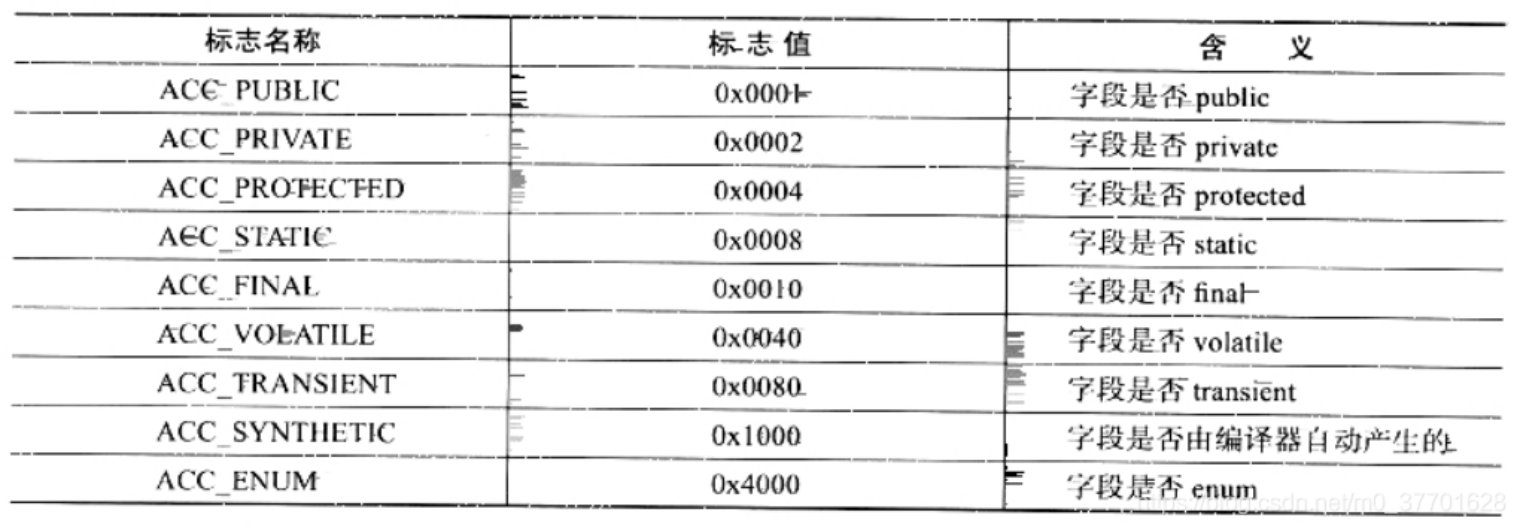 标志名称 标志值 含义
ACC_PUBLIC 0x0001 字段是否 public
ACC_PRIVATE 0x0002 字段是否 private
ACC_PROTECTED 0x0004 字段是否 protected
ACC_STATIC 0x0008 字段是否 static
ACC_FINAL 0x0010 字段是否 final
ACC_VOLATILE 0x0040 字段是否 volatile
ACC_TRANSIENT 0x0080 字段是否 transient
ACC_SYNTHETIC 0x1000 字段是否由编译器自动产生的
ACC_ENUM 0x4000 字段是否 enum
https://blog.csdn.net/m0_37701628